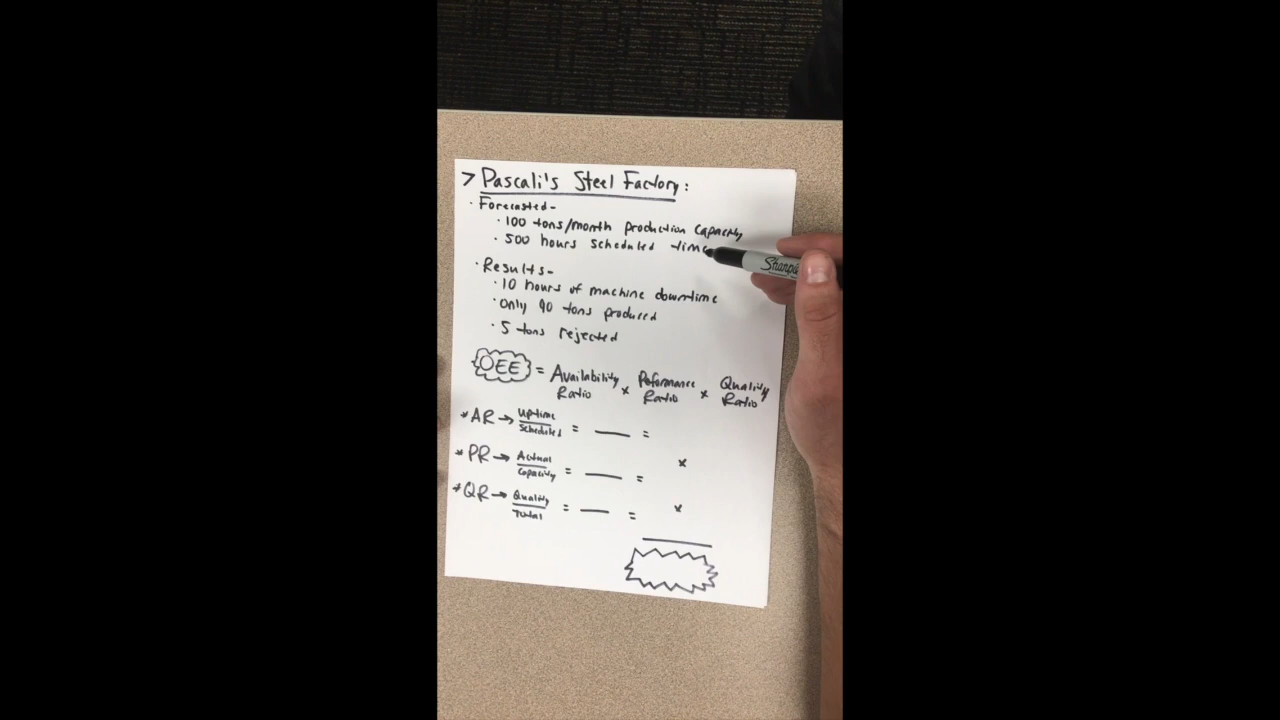 > Pascali's Steel Factory:
· Forecasted-
· 100 tons/month production capacity
· 500 hours scheduled time
· Results-
· 10 hours of machine downtime
· Only 90 tons produced
· 5 tons rejected
OEE = Availability Ratio x Peformance Ratio x Quality Ratio
* AR → Uptime / Scheduled = ___ =
x
* PR → Actual / Capacity = ___ =
x
* QR → Quality / Total = ___ =
Sharpie